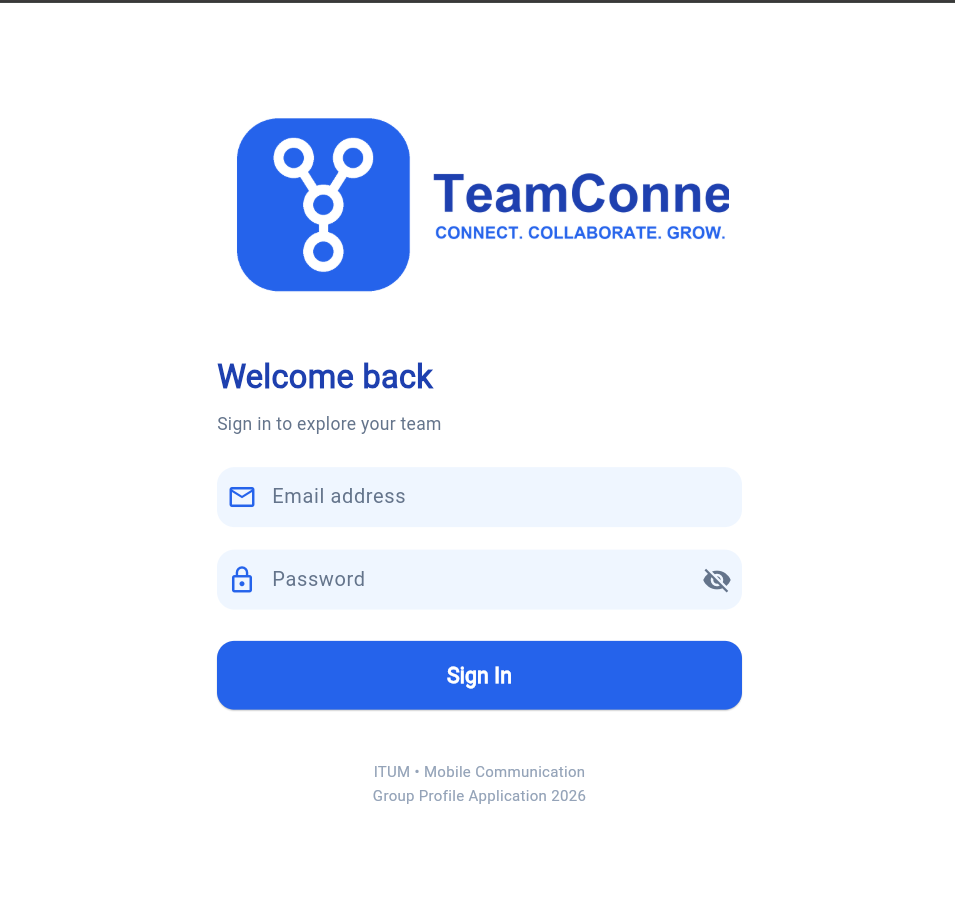 TeamConne
CONNECT. COLLABORATE. GROW.
Welcome back
Sign in to explore your team
Email address
Password
Sign In
ITUM • Mobile Communication
Group Profile Application 2026